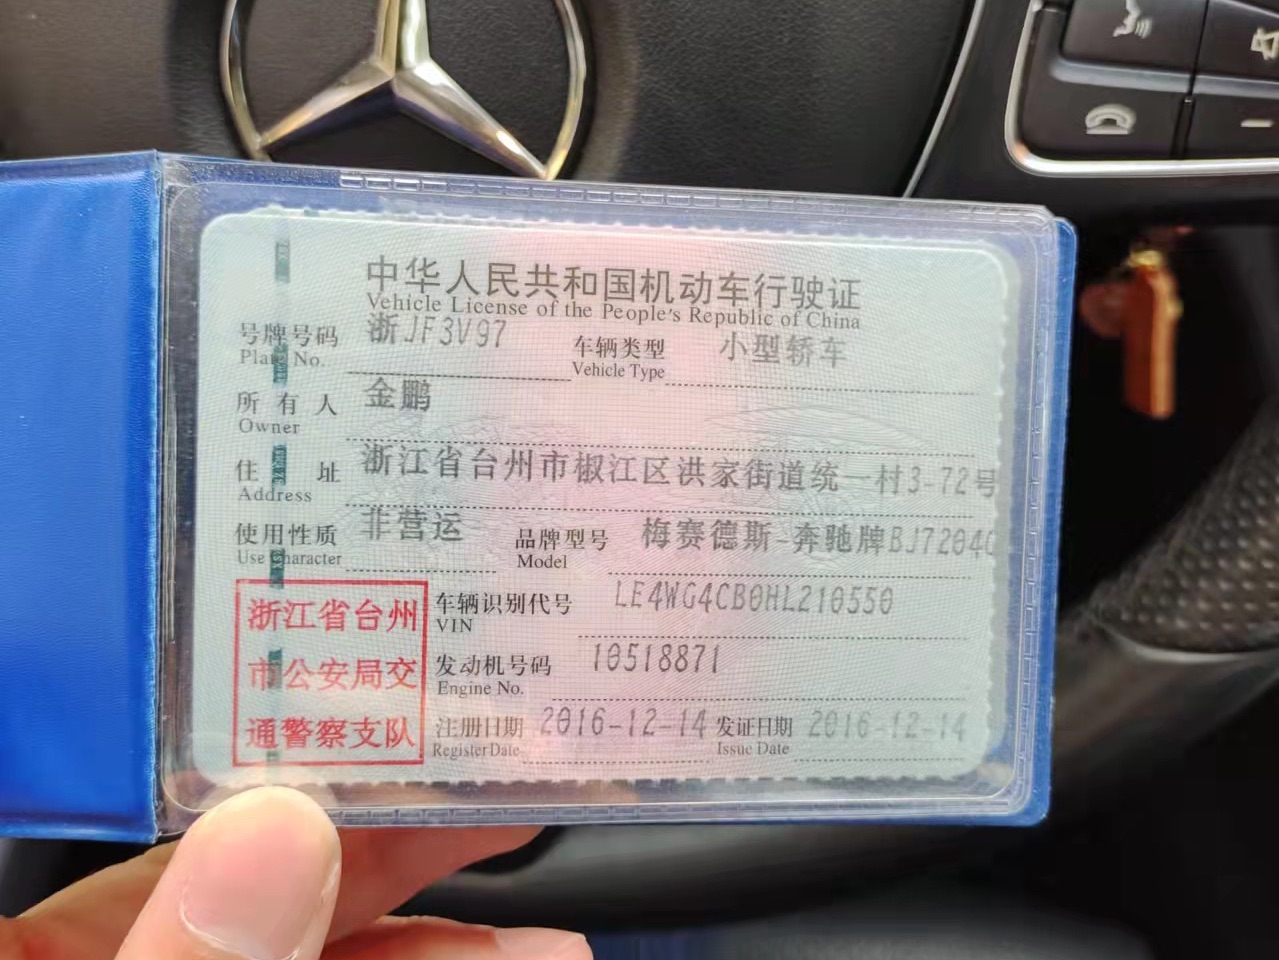 中华人民共和国机动车行驶证
Vehicle License of the People's Republic of China
号牌号码 浙JF3V97 车辆类型 小型轿车
Plate No. Vehicle Type
所有人 金鹏
Owner
住址 浙江省台州市椒江区洪家街道统一村3-72号
Address
使用性质 非营运 品牌型号 梅赛德斯-奔驰牌BJ7204G
Use Character Model
浙江省台州 车辆识别代号 LE4WG4CB0HL210550
VIN
市公安局交 发动机号码 10518871
Engine No.
通警察支队 注册日期 2016-12-14 发证日期 2016-12-14
Register Date Issue Date